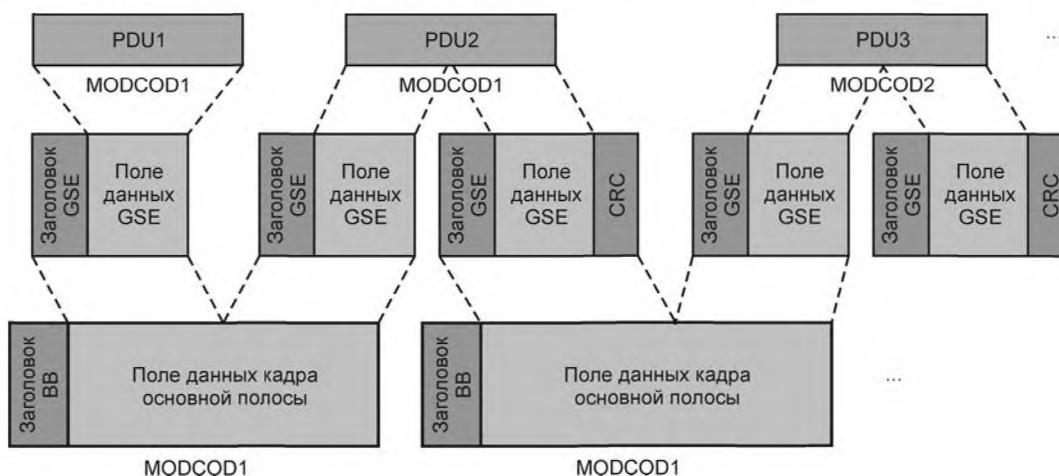 PDU1
PDU2
PDU3
...
MODCOD1
MODCOD1
MODCOD2
Заголовок
GSE
Поле
данных
GSE
Заголовок
GSE
Поле
данных
GSE
Заголовок
GSE
Поле
данных
GSE
CRC
Заголовок
GSE
Поле
данных
GSE
Заголовок
GSE
Поле
данных
GSE
CRC
Заголовок
BB
Поле данных кадра
основной полосы
Заголовок
BB
Поле данных кадра
основной полосы
...
MODCOD1
MODCOD1